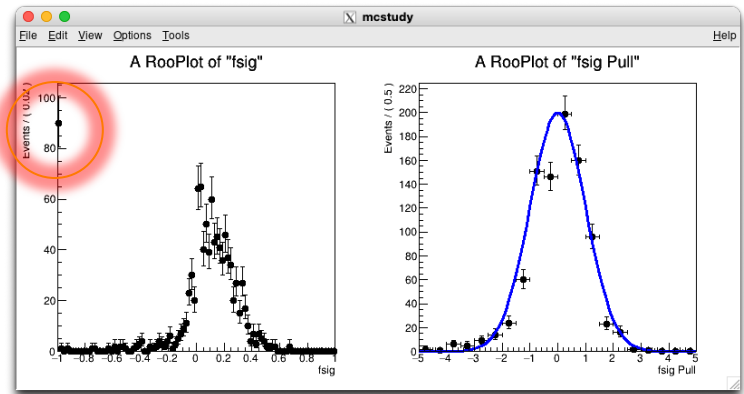 mcstudy
File Edit View Options Tools Help
A RooPlot of "fsig"
Events / ( 0.02 )
100
80
60
40
20
0
−1 −0.8 −0.6 −0.4 −0.2 0 0.2 0.4 0.6 0.8
fsig
A RooPlot of "fsig Pull"
Events / ( 0.5 )
220
200
180
160
140
120
100
80
60
40
20
0
−5 −4 −3 −2 −1 0 1 2 3 4 5
fsig Pull